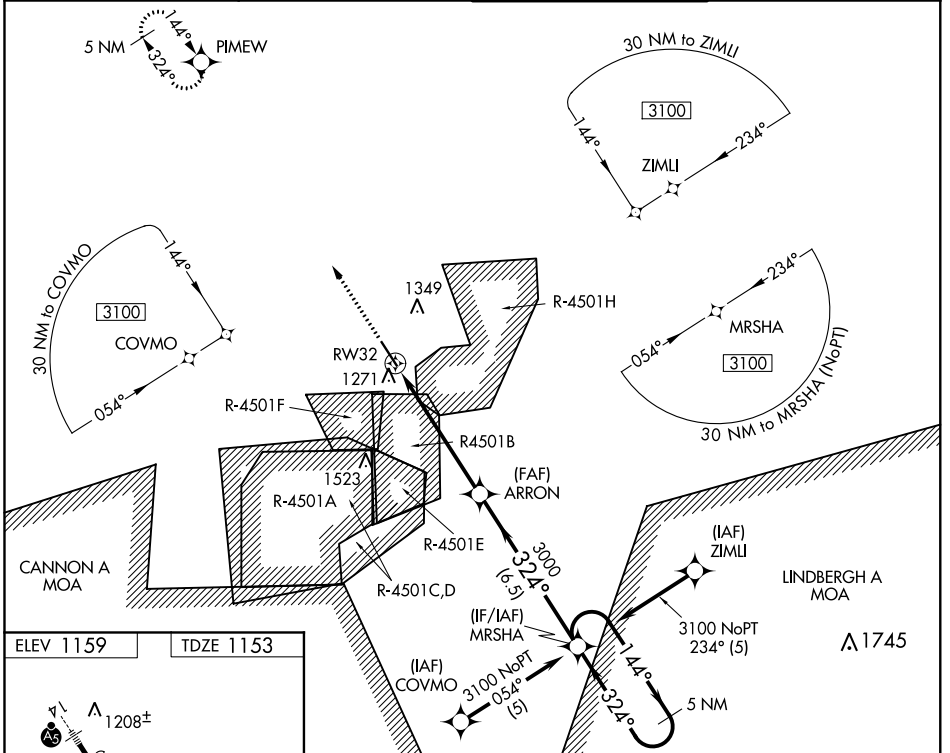 5 NM
144°
324°
PIMEW
30 NM to ZIMLI
3100
144°
234°
ZIMLI
30 NM to COVMO
144°
3100
COVMO
054°
234°
MRSHA
054°
3100
30 NM to MRSHA (NoPT)
1349
R-4501H
RW32
1271
R-4501F
R4501B
1523
R-4501A
(FAF)
ARRON
R-4501E
R-4501C,D
3000
324°
(6.5)
(IAF)
ZIMLI
CANNON A
MOA
LINDBERGH A
MOA
(IF/IAF)
MRSHA
3100 NoPT
234° (5)
1745
144°
324°
5 NM
(IAF)
COVMO
3100 NoPT
054°
(5)
ELEV 1159
TDZE 1153
14
A5
1208±